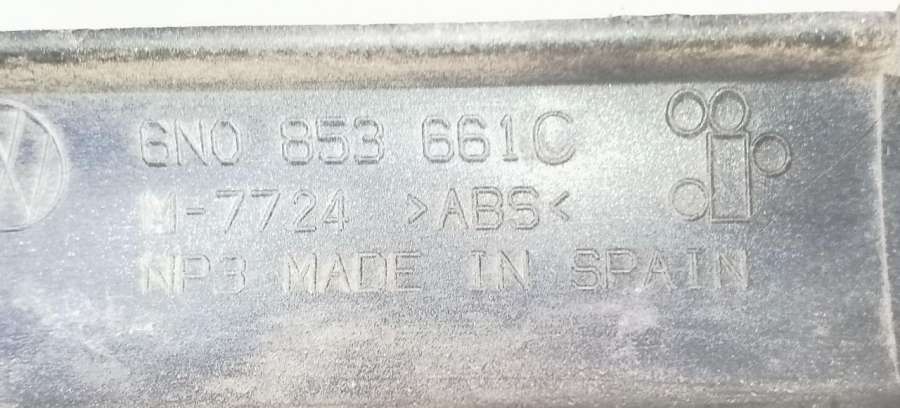 6N0 853 661C
M-7724 >ABS<
NP3 MADE IN SPAIN